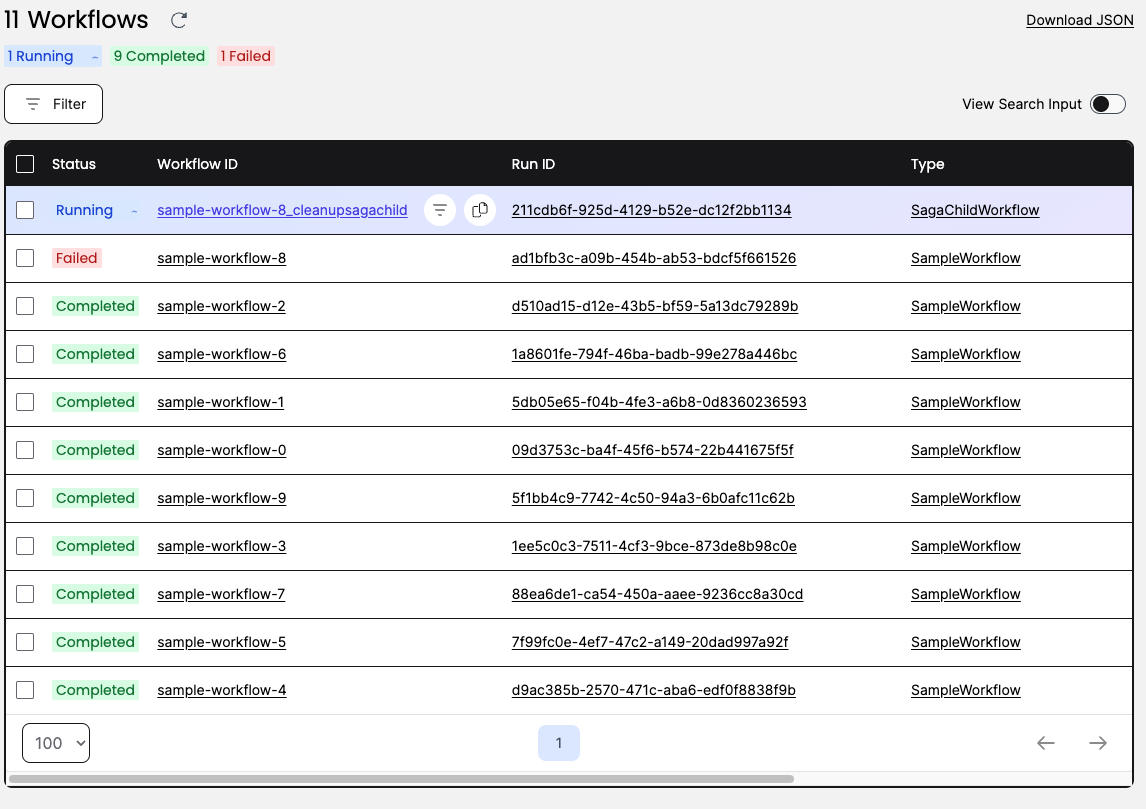 11 Workflows
Download JSON
1 Running 9 Completed 1 Failed
Filter
View Search Input
Status Workflow ID Run ID Type
Running sample-workflow-8_cleanupsagachild 211cdb6f-925d-4129-b52e-dc12f2bb1134 SagaChildWorkflow
Failed sample-workflow-8 ad1bfb3c-a09b-454b-ab53-bdcf5f661526 SampleWorkflow
Completed sample-workflow-2 d510ad15-d12e-43b5-bf59-5a13dc79289b SampleWorkflow
Completed sample-workflow-6 1a8601fe-794f-46ba-badb-99e278a446bc SampleWorkflow
Completed sample-workflow-1 5db05e65-f04b-4fe3-a6b8-0d8360236593 SampleWorkflow
Completed sample-workflow-0 09d3753c-ba4f-45f6-b574-22b441675f5f SampleWorkflow
Completed sample-workflow-9 5f1bb4c9-7742-4c50-94a3-6b0afc11c62b SampleWorkflow
Completed sample-workflow-3 1ee5c0c3-7511-4cf3-9bce-873de8b98c0e SampleWorkflow
Completed sample-workflow-7 88ea6de1-ca54-450a-aaee-9236cc8a30cd SampleWorkflow
Completed sample-workflow-5 7f99fc0e-4ef7-47c2-a149-20dad997a92f SampleWorkflow
Completed sample-workflow-4 d9ac385b-2570-471c-aba6-edf0f8838f9b SampleWorkflow
100 1